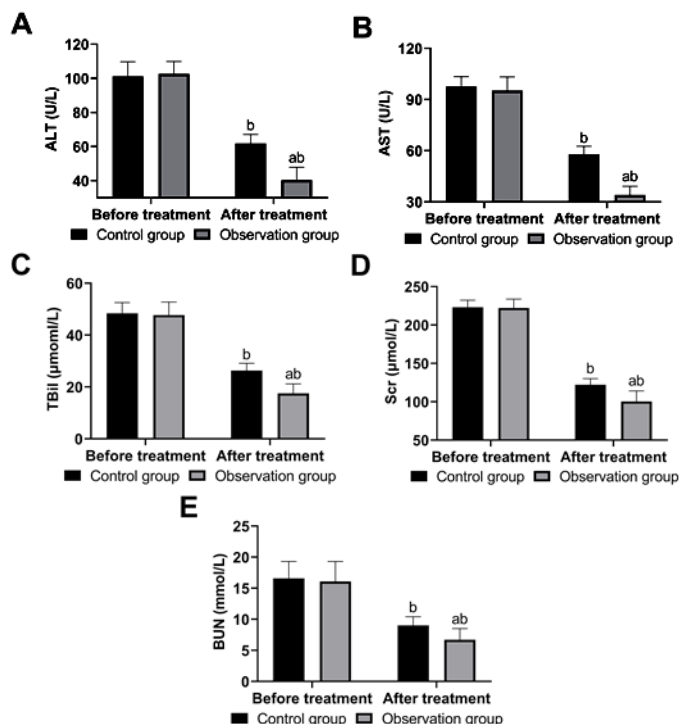 A
ALT (U/L)
120
100
80
60
40
b
ab
Before treatment After treatment
Control group Observation group
B
AST (U/L)
120
90
60
30
b
ab
Before treatment After treatment
Control group Observation group
C
TBil (μmoml/L)
60
40
20
0
b
ab
Before treatment After treatment
Control group Observation group
D
Scr (μmol/L)
250
200
150
100
50
b
ab
Before treatment After treatment
Control group Observation group
E
BUN (mmol/L)
25
20
15
10
5
0
b
ab
Before treatment After treatment
Control group Observation group